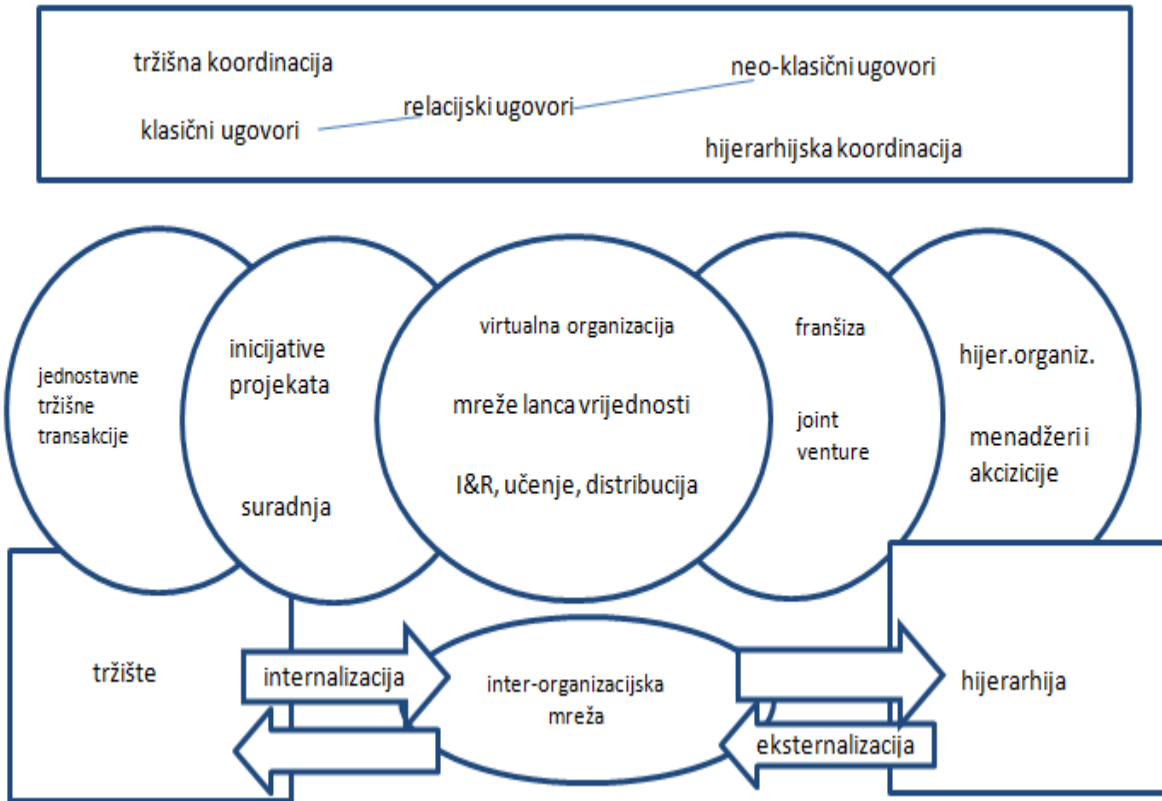 tržišna koordinacija
neo-klasični ugovori
relacijski ugovori
klasični ugovori
hijerarhijska koordinacija
jednostavne
tržišne
transakcije
inicijative
projekata
suradnja
virtualna organizacija
mreže lanca vrijednosti
I&R, učenje, distribucija
franšiza
joint
venture
hijer.organiz.
menadžeri i
akcizicije
tržište
internalizacija
inter-organizacijska
mreža
eksternalizacija
hijerarhija